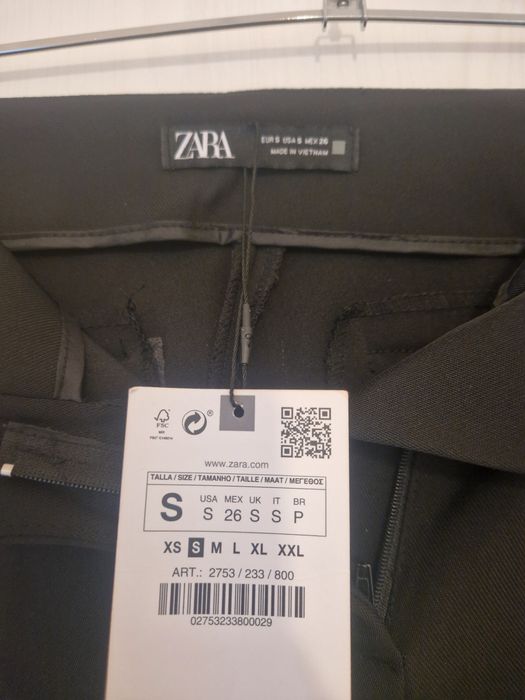 ZARA
EUR S USA S MEX 26
MADE IN VIETNAM
FSC
MIX
®
www.zara.com
TALLA / SIZE / TAMANHO / TAILLE / MAAT / ΜΕΓΕΘΟΣ
S
USA MEX UK IT BR
S 26 S S P
XS S M L XL XXL
ART.: 2753 / 233 / 800
02753233800029